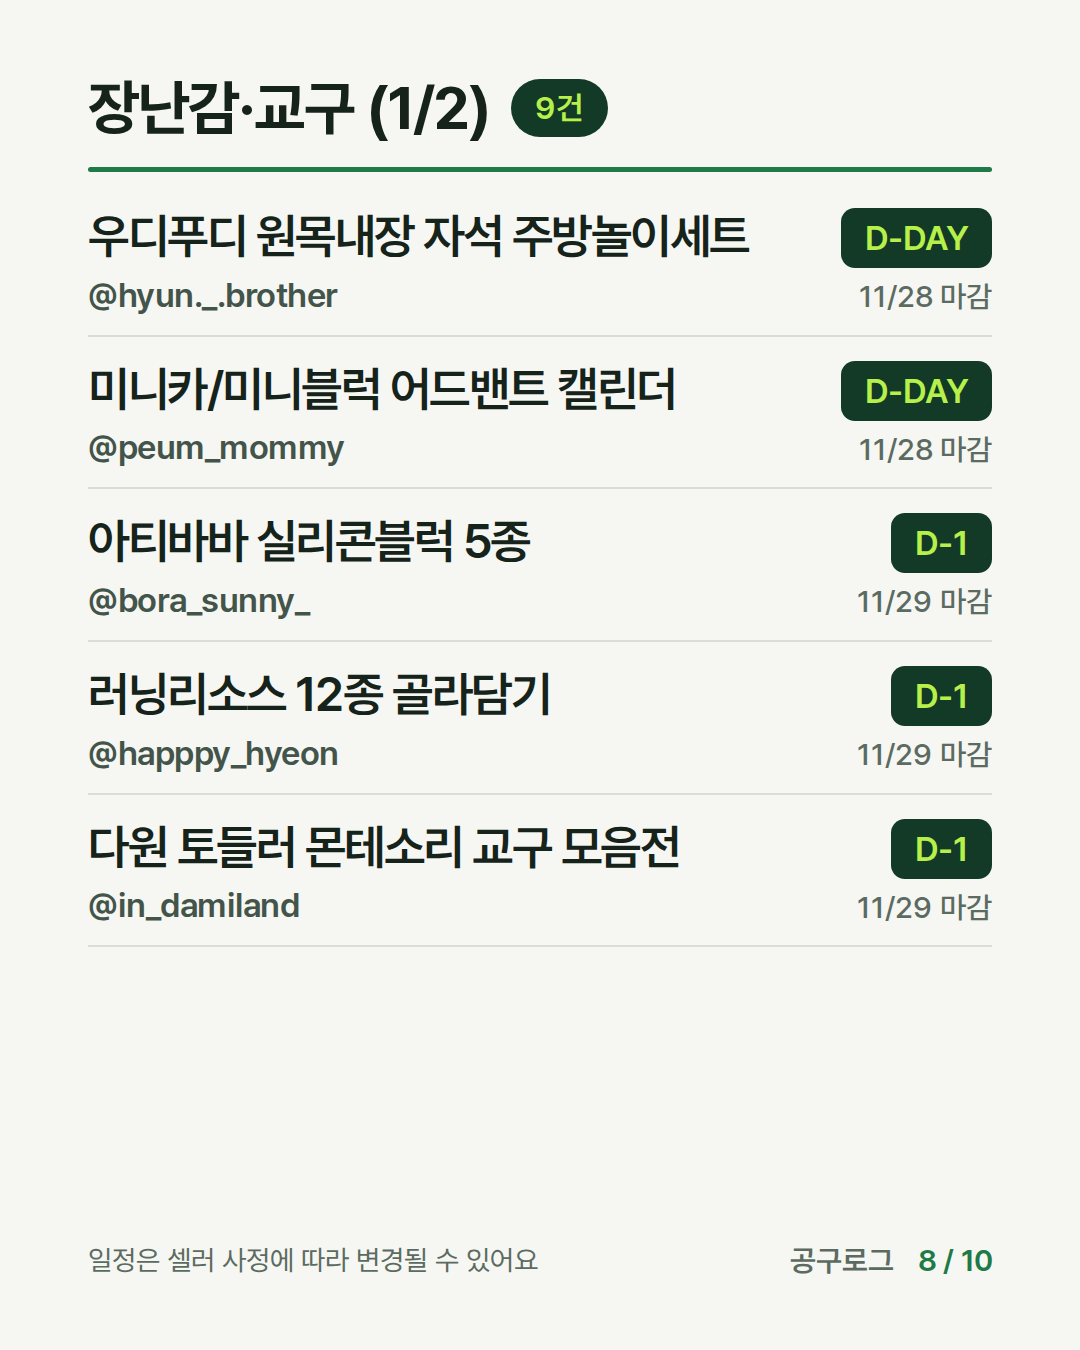 장난감·교구 (1/2) 9건
우디푸디 원목내장 자석 주방놀이세트 D-DAY
@hyun._.brother 11/28 마감
미니카/미니블럭 어드밴트 캘린더 D-DAY
@peum_mommy 11/28 마감
아티바바 실리콘블럭 5종 D-1
@bora_sunny_ 11/29 마감
러닝리소스 12종 골라담기 D-1
@happpy_hyeon 11/29 마감
다원 토들러 몬테소리 교구 모음전 D-1
@in_damiland 11/29 마감
일정은 셀러 사정에 따라 변경될 수 있어요 공구로그 8 / 10